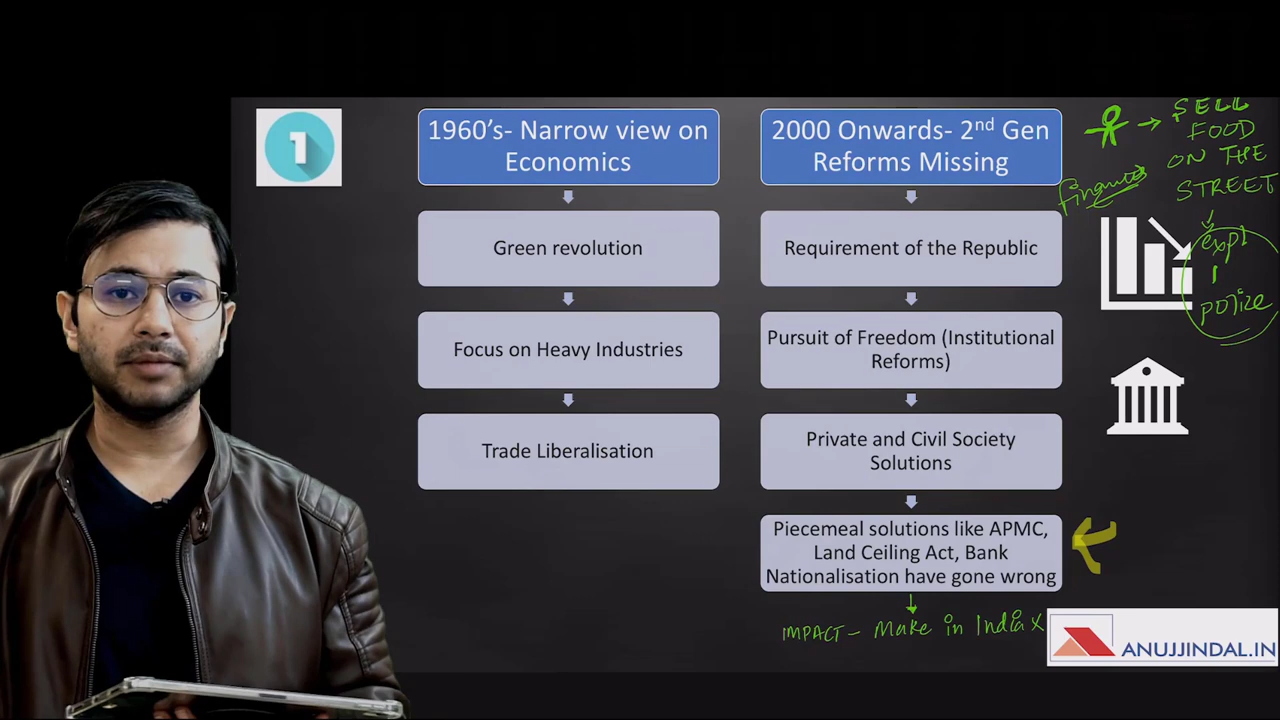 1
1960's- Narrow view on
Economics
Green revolution
Focus on Heavy Industries
Trade Liberalisation
2000 Onwards- 2nd Gen
Reforms Missing
Requirement of the Republic
Pursuit of Freedom (Institutional
Reforms)
Private and Civil Society
Solutions
Piecemeal solutions like APMC,
Land Ceiling Act, Bank
Nationalisation have gone wrong
IMPACT - Make in India X
SELL
FOOD
ON THE
STREET
expl
police
ANUJJINDAL.IN